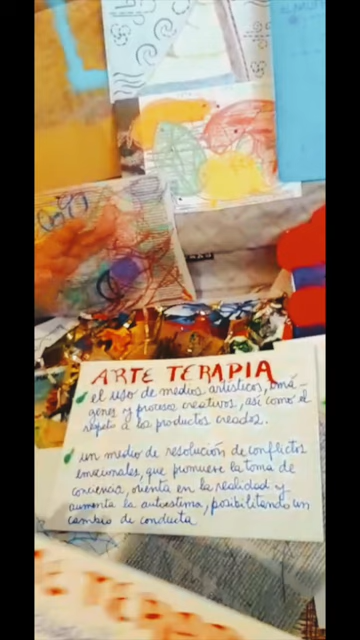 ARTE TERAPIA
el uso de medios artísticos, imá-
genes y procesos creativos, así como el
respeto a los productos creados.
un medio de resolución de conflictos
emocionales, que promueve la toma de
conciencia, orienta en la realidad y
aumenta la autoestima, posibilitando un
cambio de conducta